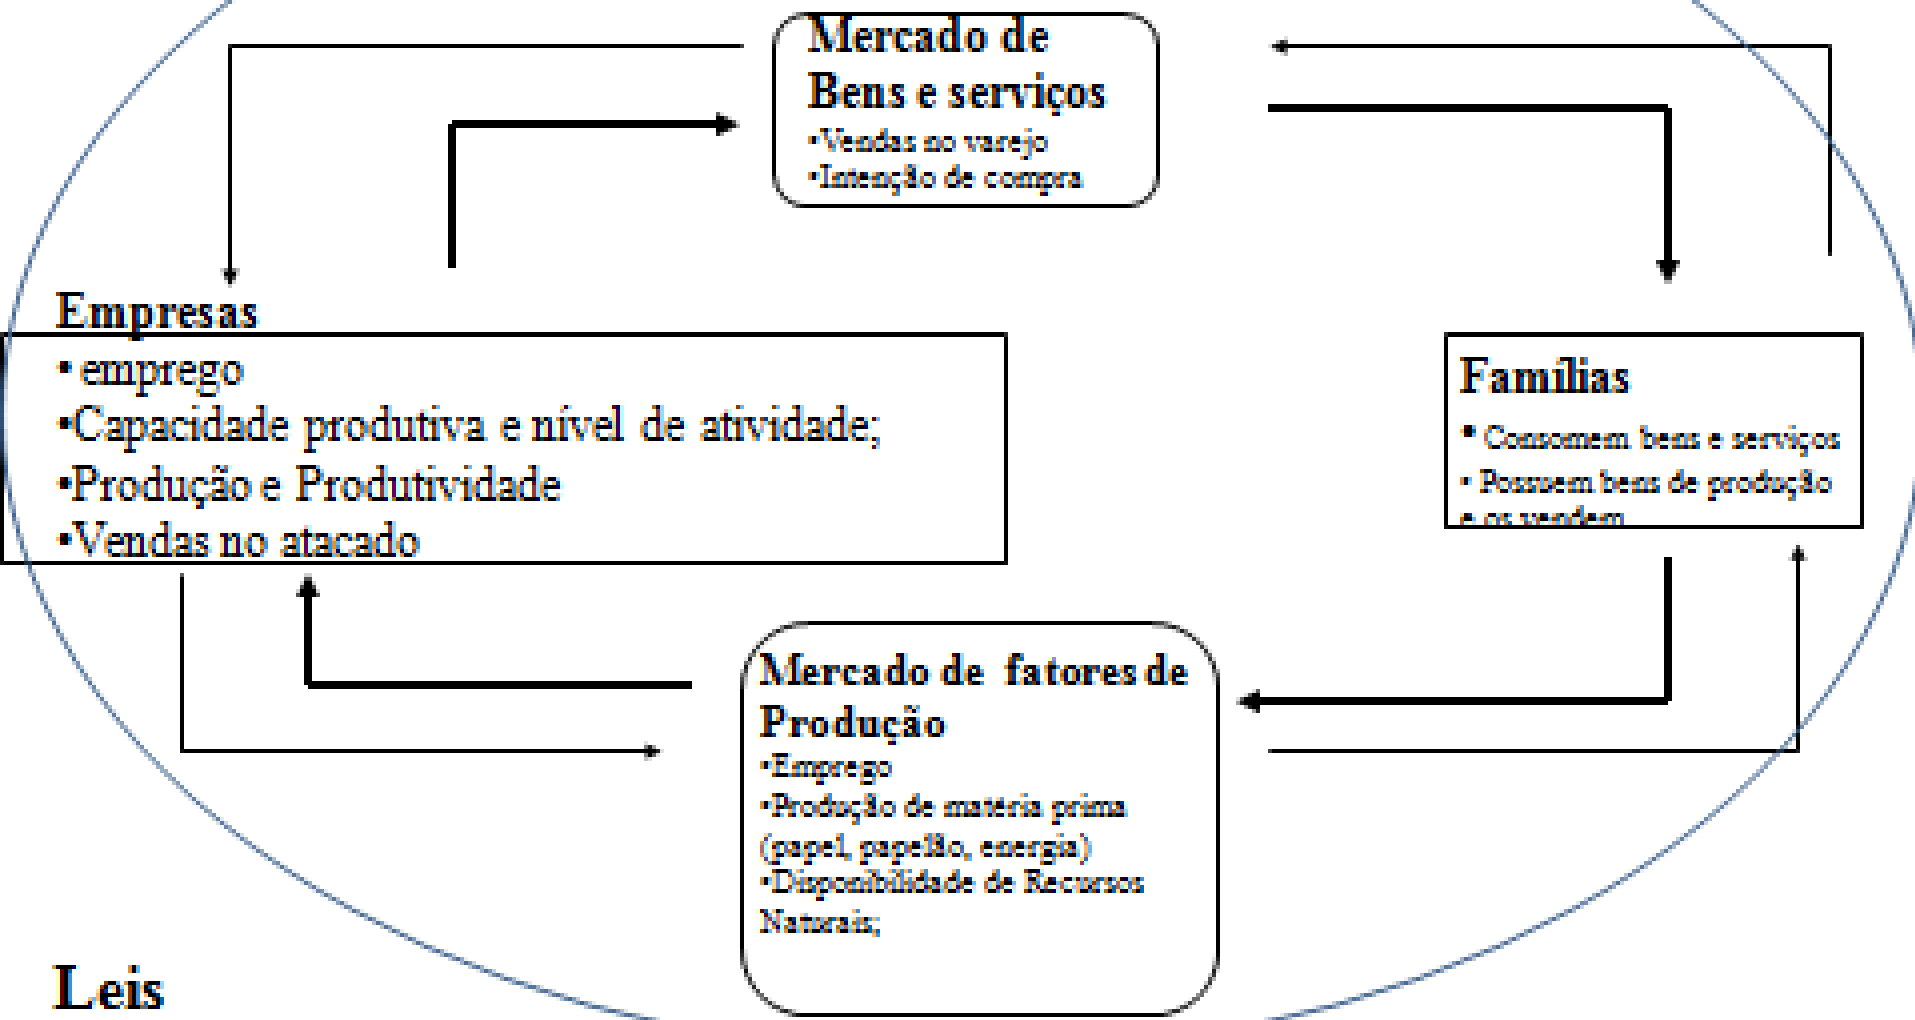 Mercado de
Bens e serviços
•Vendas no varejo
•Intenção de compra
Empresas
• emprego
•Capacidade produtiva e nível de atividade;
•Produção e Produtividade
•Vendas no atacado
Famílias
• Consomem bens e serviços
• Possuem bens de produção
e os vendem
Mercado de fatores de
Produção
•Emprego
•Produção de matéria prima
(papel, papelão, energia)
•Disponibilidade de Recursos
Naturais;
Leis